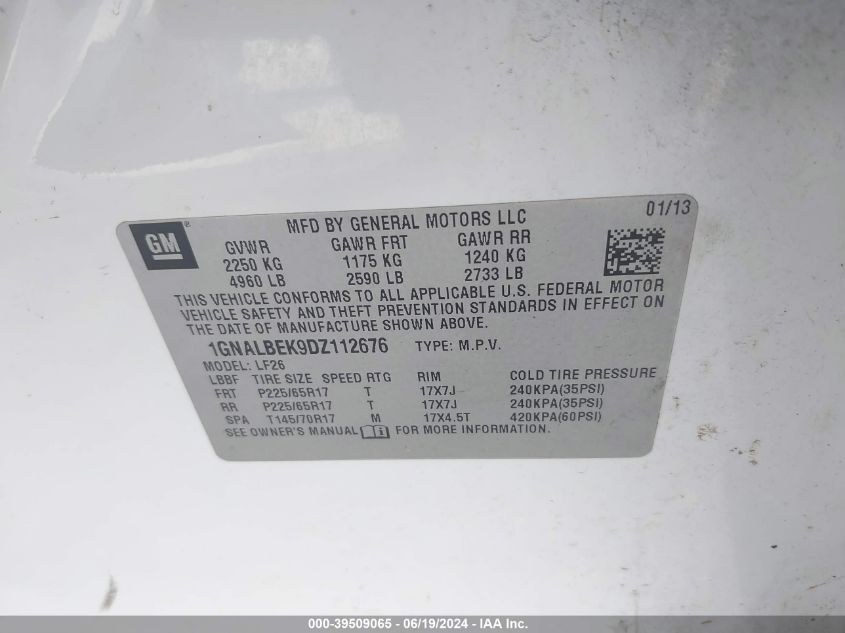 GM ®
MFD BY GENERAL MOTORS LLC 01/13
GVWR GAWR FRT GAWR RR
2250 KG 1175 KG 1240 KG
4960 LB 2590 LB 2733 LB
THIS VEHICLE CONFORMS TO ALL APPLICABLE U.S. FEDERAL MOTOR
VEHICLE SAFETY AND THEFT PREVENTION STANDARDS IN EFFECT ON
THE DATE OF MANUFACTURE SHOWN ABOVE.
1GNALBEK9DZ112676 TYPE: M.P.V.
MODEL: LF26
LBBF TIRE SIZE SPEED RTG RIM COLD TIRE PRESSURE
FRT P225/65R17 T 17X7J 240KPA(35PSI)
RR P225/65R17 T 17X7J 240KPA(35PSI)
SPA T145/70R17 M 17X4.5T 420KPA(60PSI)
SEE OWNER'S MANUAL FOR MORE INFORMATION.
000-39509065 - 06/19/2024 - IAA Inc.